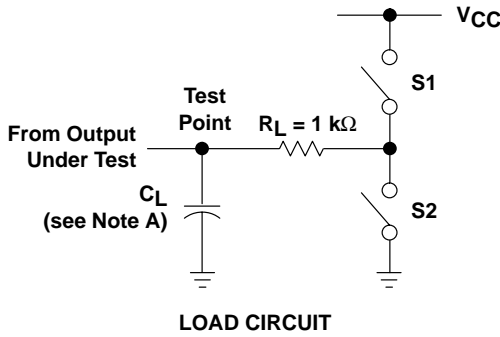 VCC
S1
Test
Point
RL = 1 kΩ
From Output
Under Test
CL
(see Note A)
S2
LOAD CIRCUIT